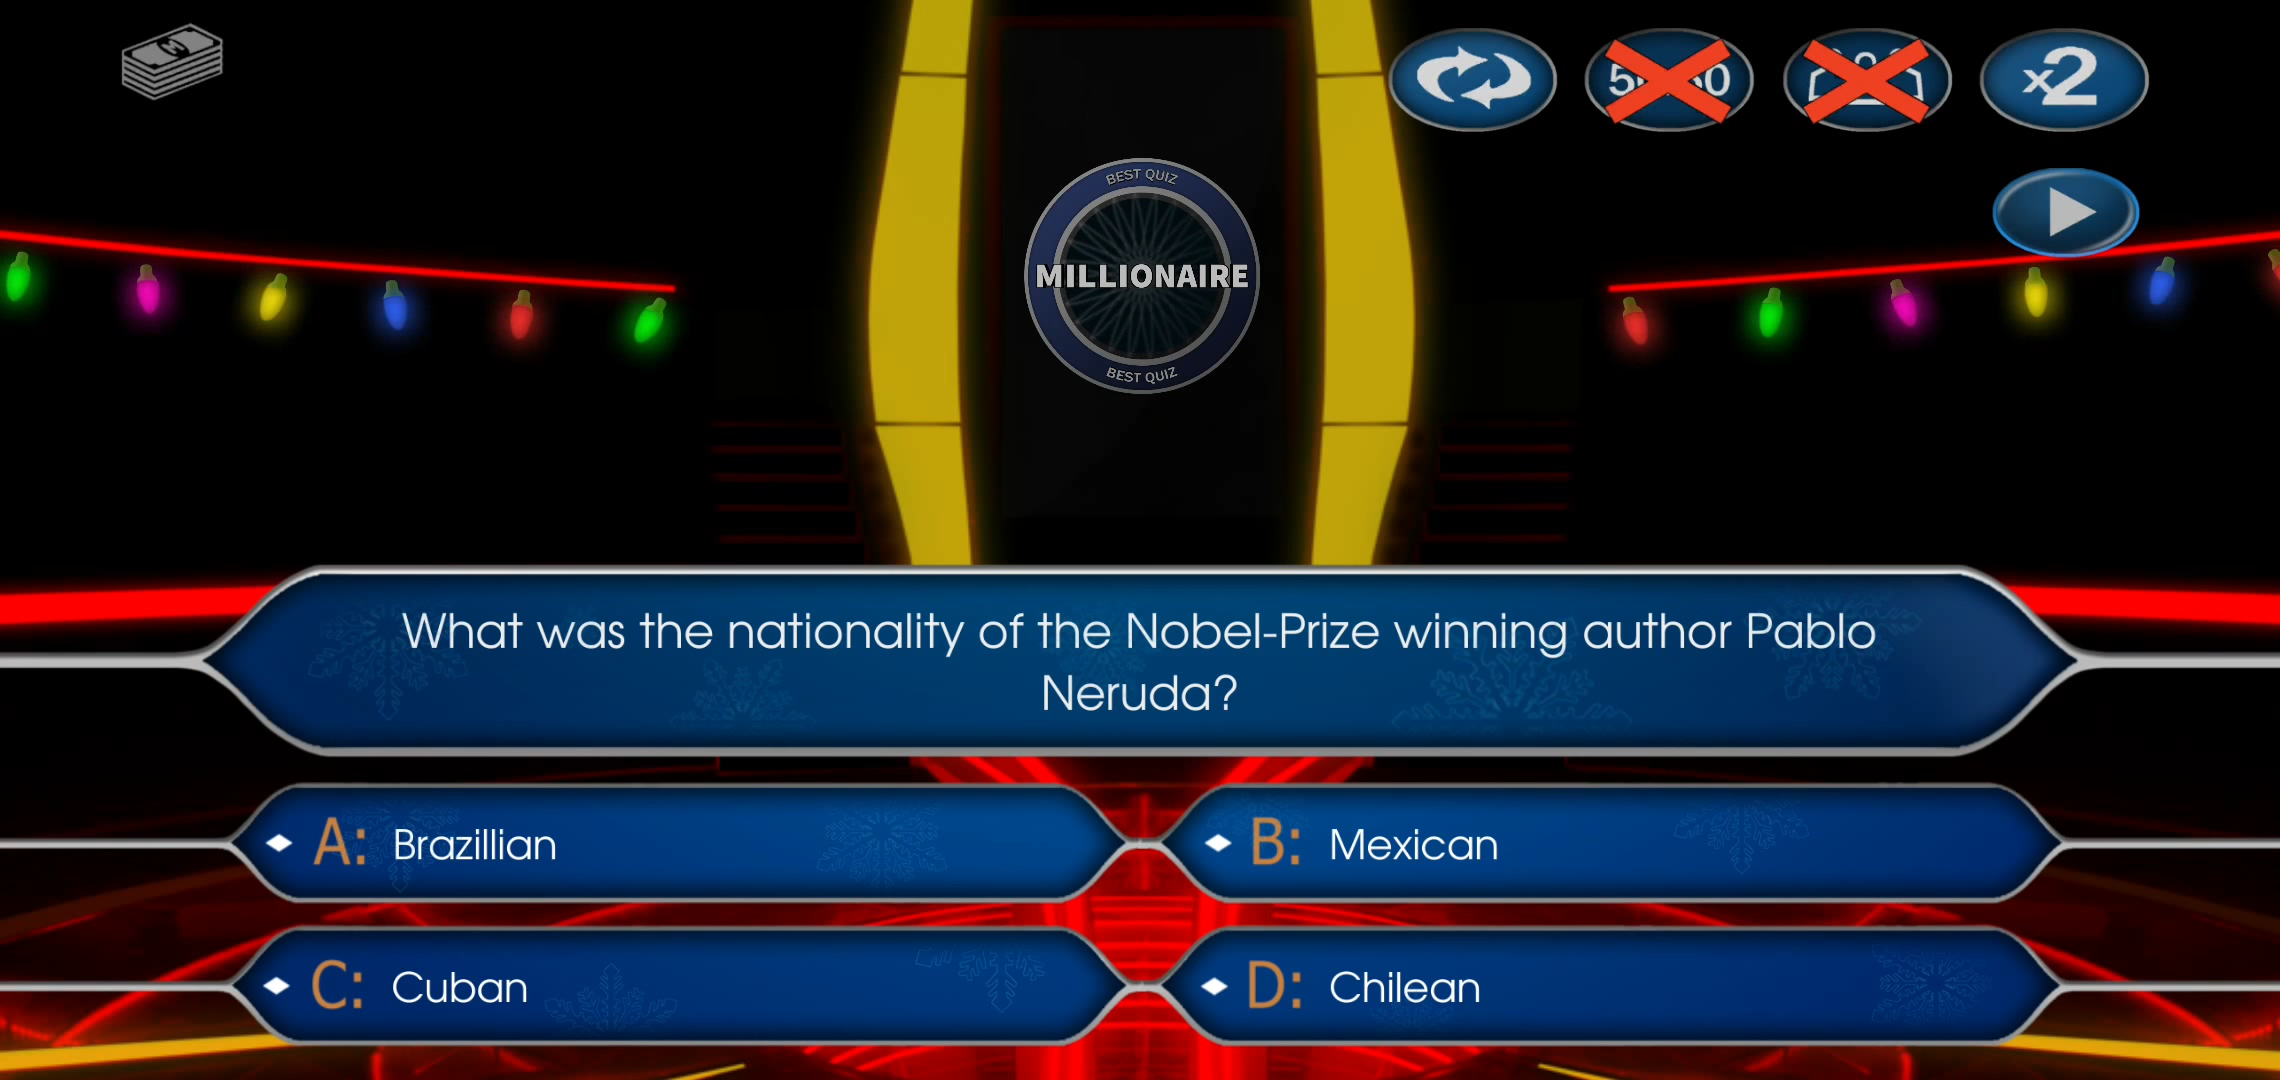 x2
BEST QUIZ
MILLIONAIRE
BEST QUIZ
What was the nationality of the Nobel-Prize winning author Pablo
Neruda?
A: Brazillian
B: Mexican
C: Cuban
D: Chilean